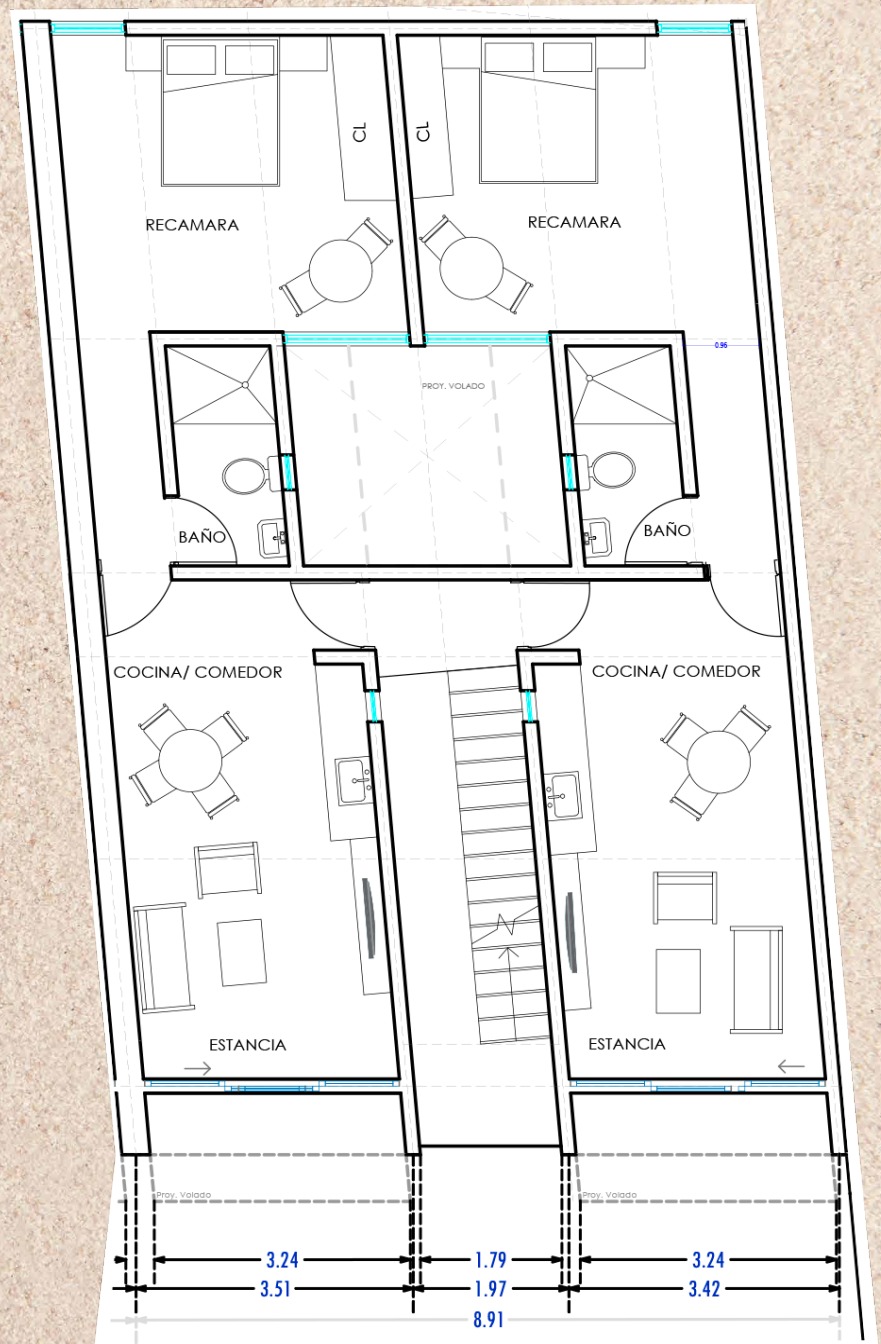 CL
CL
RECAMARA
RECAMARA
0.96
PROY. VOLADO
BAÑO
BAÑO
COCINA/ COMEDOR
COCINA/ COMEDOR
N
ESTANCIA
ESTANCIA
Proy. Volado
Proy. Volado
3.24
1.79
3.24
3.51
1.97
3.42
8.91